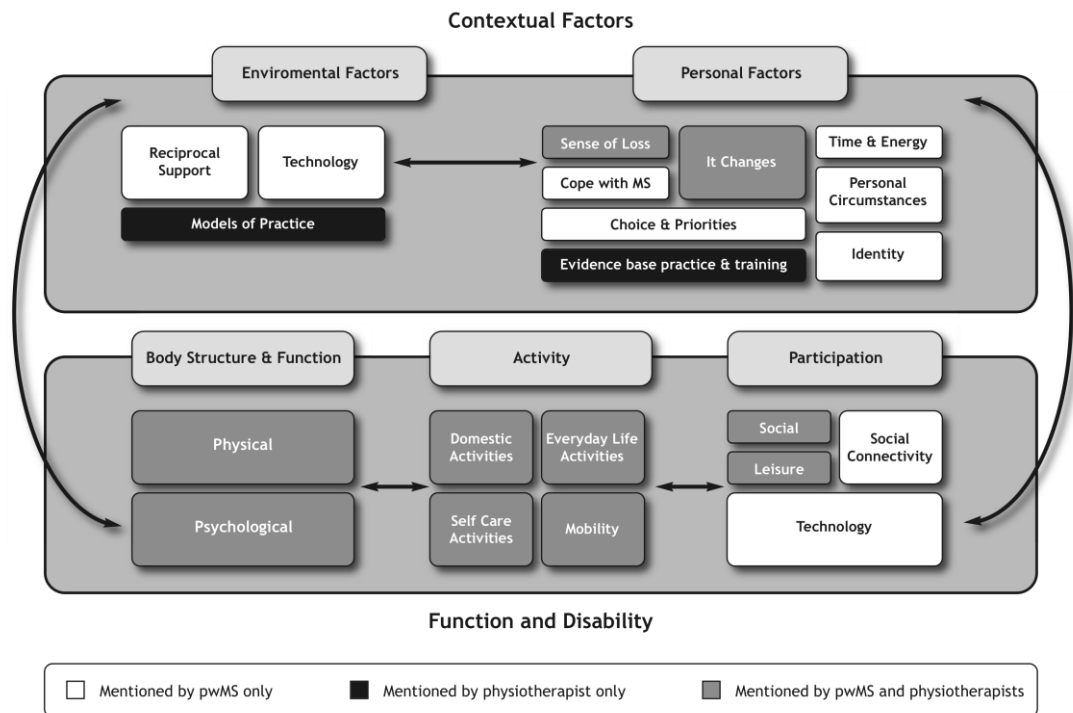 Contextual Factors
Enviromental Factors
Personal Factors
Reciprocal
Support
Technology
Models of Practice
Sense of Loss
It Changes
Time & Energy
Cope with MS
Personal
Circumstances
Choice & Priorities
Identity
Evidence base practice & training
Body Structure & Function
Activity
Participation
Physical
Psychological
Domestic
Activities
Everyday Life
Activities
Self Care
Activities
Mobility
Social
Leisure
Social
Connectivity
Technology
Function and Disability
Mentioned by pwMS only
Mentioned by physiotherapist only
Mentioned by pwMS and physiotherapists